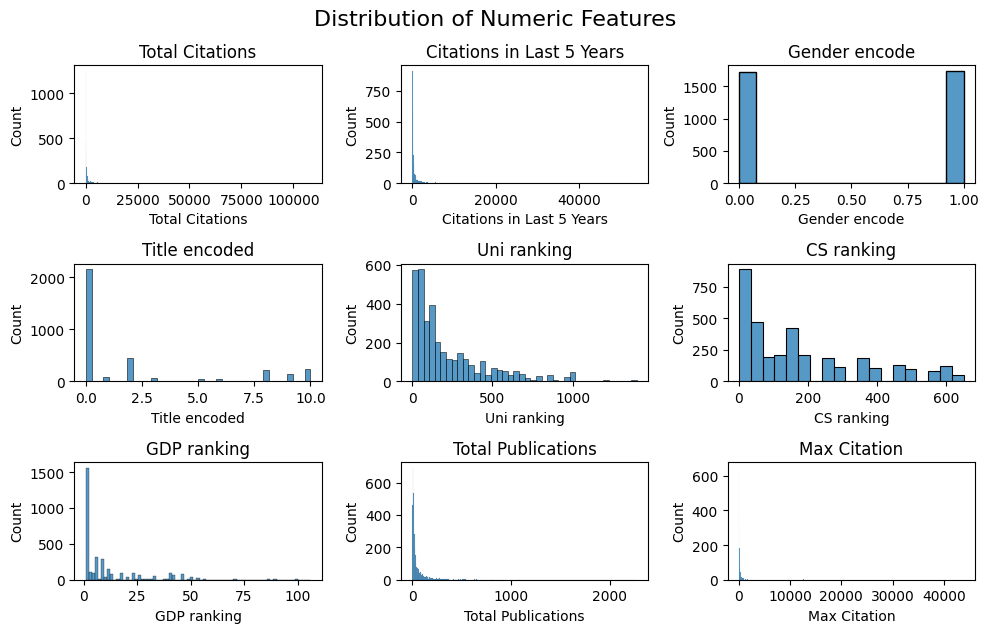 Distribution of Numeric Features
Total Citations
Citations in Last 5 Years
Gender encode
Count
1000
500
0
0 25000 50000 75000 100000
Total Citations
Count
750
500
250
0
0 20000 40000
Citations in Last 5 Years
Count
1500
1000
500
0
0.00 0.25 0.50 0.75 1.00
Gender encode
Title encoded
Uni ranking
CS ranking
Count
2000
1000
0
0.0 2.5 5.0 7.5 10.0
Title encoded
Count
600
400
200
0
0 500 1000
Uni ranking
Count
750
500
250
0
0 200 400 600
CS ranking
GDP ranking
Total Publications
Max Citation
Count
1500
1000
500
0
0 25 50 75 100
GDP ranking
Count
600
400
200
0
0 1000 2000
Total Publications
Count
600
400
200
0
0 10000 20000 30000 40000
Max Citation